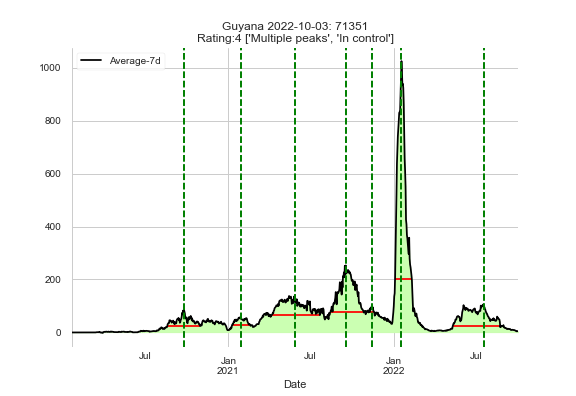 Guyana 2022-10-03: 71351
Rating:4 ['Multiple peaks', 'In control']
Average-7d
1000
800
600
400
200
0
Jul
Jan
2021
Jul
Jan
2022
Jul
Date